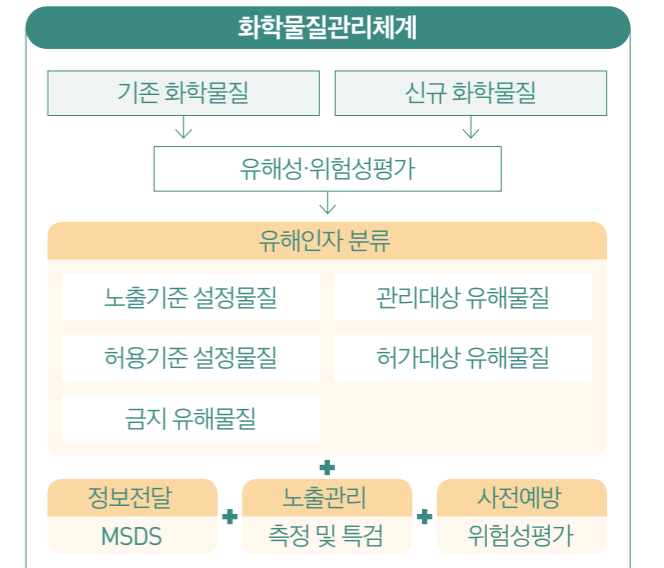 화학물질관리체계
기존 화학물질
신규 화학물질
유해성·위험성평가
유해인자 분류
노출기준 설정물질
관리대상 유해물질
허용기준 설정물질
허가대상 유해물질
금지 유해물질
정보전달
노출관리
사전예방
MSDS
측정 및 특검
위험성평가